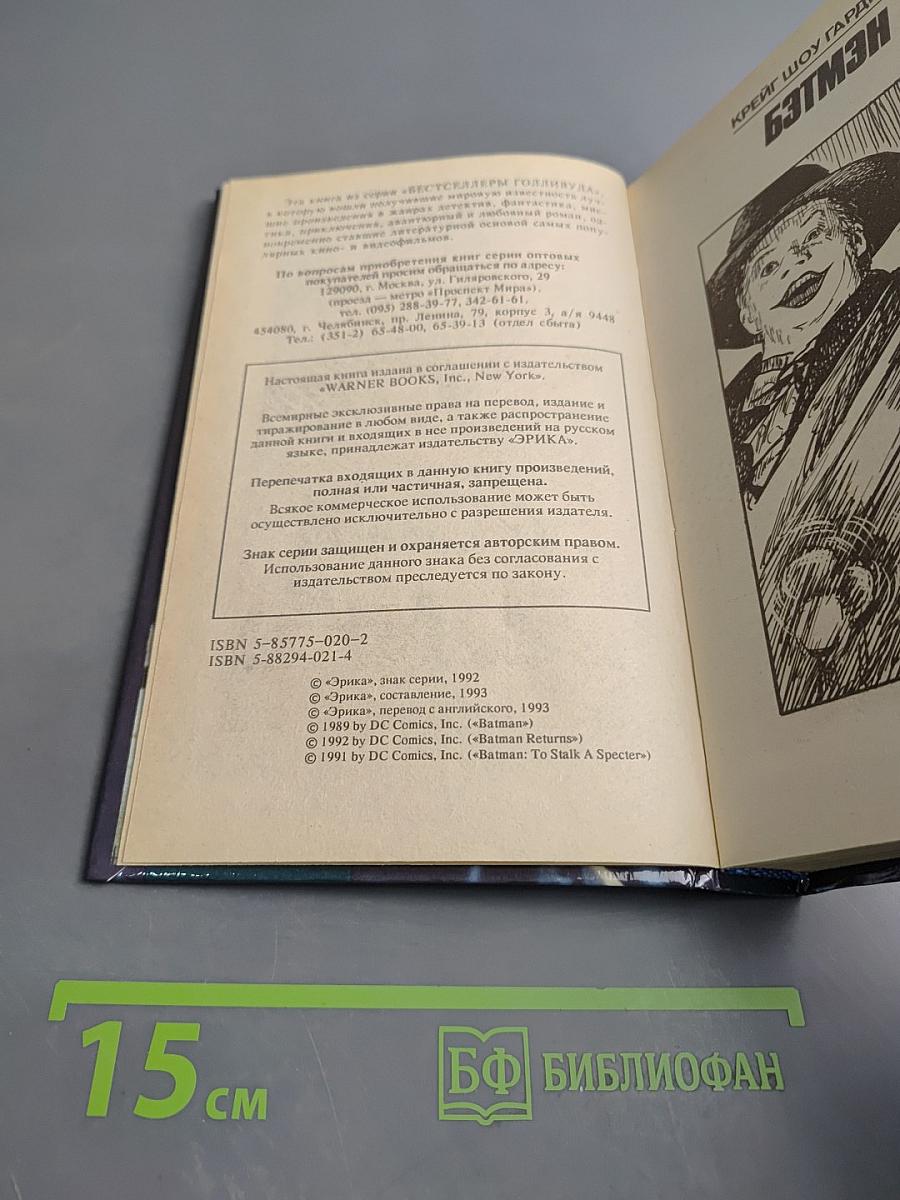 Эта книга из серии «БЕСТСЕЛЛЕРЫ ГОЛЛИВУДА»,
в которую вошли получившие мировую известность луч-
шие произведения в жанрах детектив, фантастика, мис-
тика, приключения, авантюрный и любовный роман, од-
новременно ставшие литературной основой самых попу-
лярных кино- и видеофильмов.
По вопросам приобретения книг серии оптовых
покупателей просим обращаться по адресу:
129090, г. Москва, ул. Гиляровского, 29
(проезд — метро «Проспект Мира»).
тел. (095) 288-39-77, 342-61-61.
454080, г. Челябинск, пр. Ленина, 79, корпус 3, а/я 9448
Тел.: (351-2) 65-48-00, 65-39-13 (отдел сбыта)
Настоящая книга издана в соглашении с издательством
«WARNER BOOKS, Inc., New York».
Всемирные эксклюзивные права на перевод, издание и
тиражирование в любом виде, а также распространение
данной книги и входящих в нее произведений на русском
языке, принадлежат издательству «ЭРИКА».
Перепечатка входящих в данную книгу произведений,
полная или частичная, запрещена.
Всякое коммерческое использование может быть
осуществлено исключительно с разрешения издателя.
Знак серии защищен и охраняется авторским правом.
Использование данного знака без согласования с
издательством преследуется по закону.
ISBN 5–85775–020–2
ISBN 5-88294-021-4
© «Эрика», знак серии, 1992
© «Эрика», составление, 1993
© «Эрика», перевод с английского, 1993
© 1989 by DC Comics, Inc. («Batman»)
© 1992 by DC Comics, Inc. («Batman Returns»)
© 1991 by DC Comics, Inc. («Batman: To Stalk A Specter»)
КРЕЙГ ШОУ ГАРД
БЭТМЭН
15 см
БФ БИБЛИОФАН